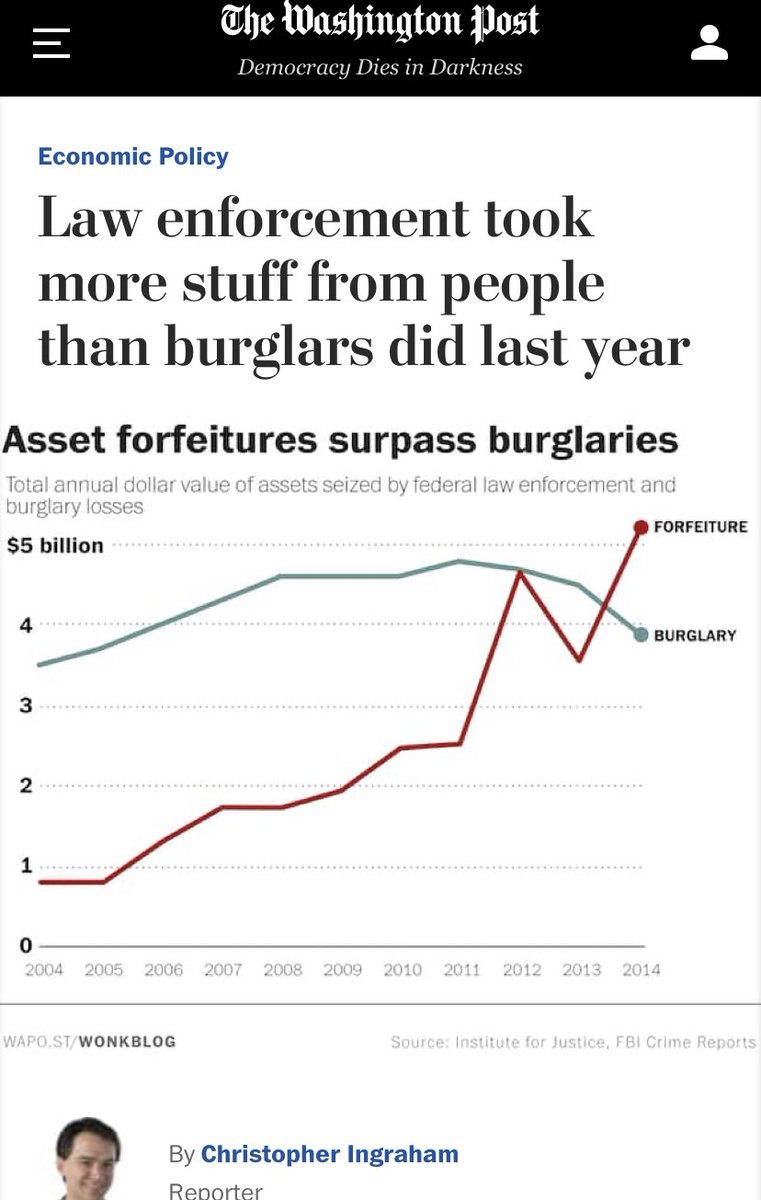 The Washington Post
Democracy Dies in Darkness
Economic Policy
Law enforcement took
more stuff from people
than burglars did last year
Asset forfeitures surpass burglaries
Total annual dollar value of assets seized by federal law enforcement and
burglary losses
FORFEITURE
$5 billion
4
BURGLARY
3
2
1
0
2004 2005 2006 2007 2008 2009 2010 2011 2012 2013 2014
WAPO.ST/WONKBLOG Source: Institute for Justice, FBI Crime Reports
By Christopher Ingraham
Reporter